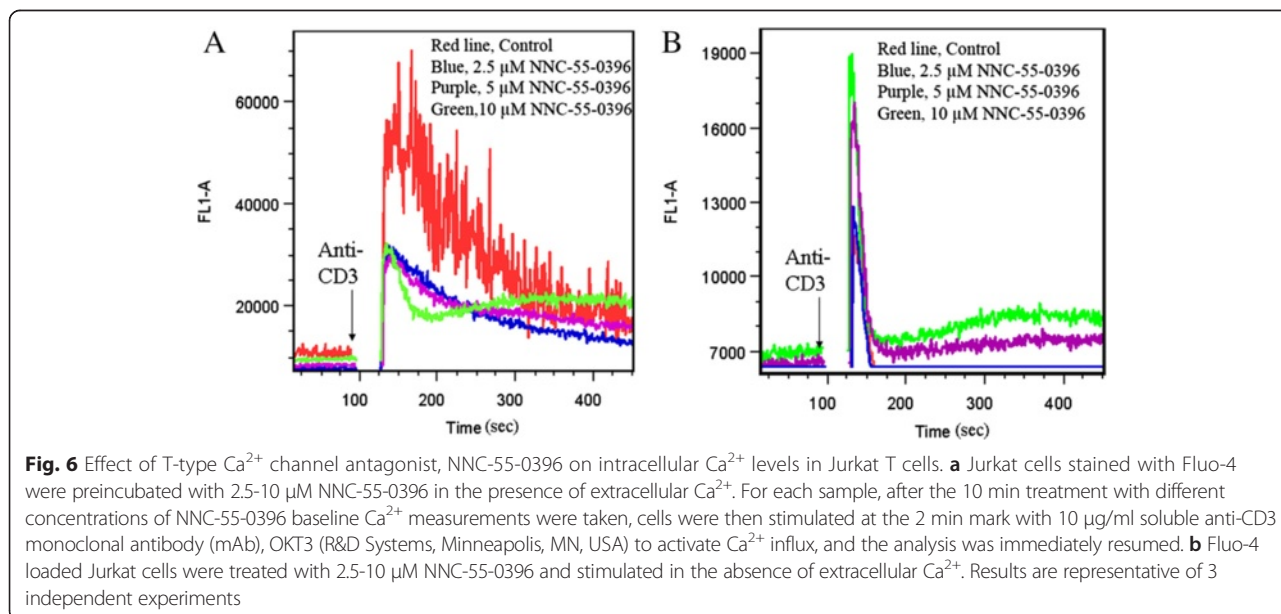 A
Red line, Control
Blue, 2.5 µM NNC-55-0396
Purple, 5 µM NNC-55-0396
Green,10 µM NNC-55-0396
60000
40000
20000
FL1-A
Anti-
CD3
100 200 300 400
Time (sec)
B
Red line, Control
Blue, 2.5 µM NNC-55-0396
Purple, 5 µM NNC-55-0396
Green, 10 µM NNC-55-0396
19000
16000
13000
10000
7000
FL1-A
Anti-
CD3
100 200 300 400
Time (sec)
Fig. 6 Effect of T-type Ca²⁺ channel antagonist, NNC-55-0396 on intracellular Ca²⁺ levels in Jurkat T cells. a Jurkat cells stained with Fluo-4
were preincubated with 2.5-10 µM NNC-55-0396 in the presence of extracellular Ca²⁺. For each sample, after the 10 min treatment with different
concentrations of NNC-55-0396 baseline Ca²⁺ measurements were taken, cells were then stimulated at the 2 min mark with 10 µg/ml soluble anti-CD3
monoclonal antibody (mAb), OKT3 (R&D Systems, Minneapolis, MN, USA) to activate Ca²⁺ influx, and the analysis was immediately resumed. b Fluo-4
loaded Jurkat cells were treated with 2.5-10 µM NNC-55-0396 and stimulated in the absence of extracellular Ca²⁺. Results are representative of 3
independent experiments